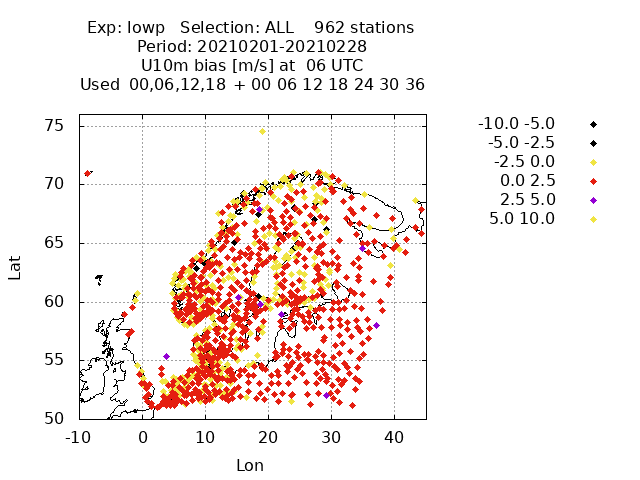 Exp: Iowp   Selection: ALL    962 stations
Period: 20210201-20210228
U10m bias [m/s] at  06 UTC
Used  00,06,12,18  + 00 06 12 18 24 30 36
-10.0 -5.0
-5.0 -2.5
-2.5 0.0
0.0 2.5
2.5 5.0
5.0 10.0
75
70
65
60
55
50
Lat
-10 0 10 20 30 40
Lon